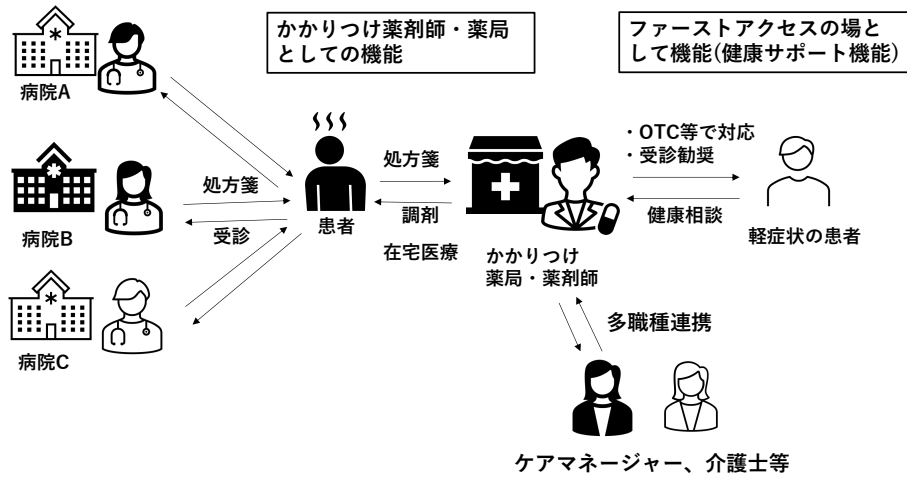 かかりつけ薬剤師・薬局
としての機能
ファーストアクセスの場と
して機能(健康サポート機能)
病院A
病院B
病院C
処方箋
受診
患者
処方箋
調剤
在宅医療
かかりつけ
薬局・薬剤師
・OTC等で対応
・受診勧奨
健康相談
軽症状の患者
多職種連携
ケアマネージャー、介護士等